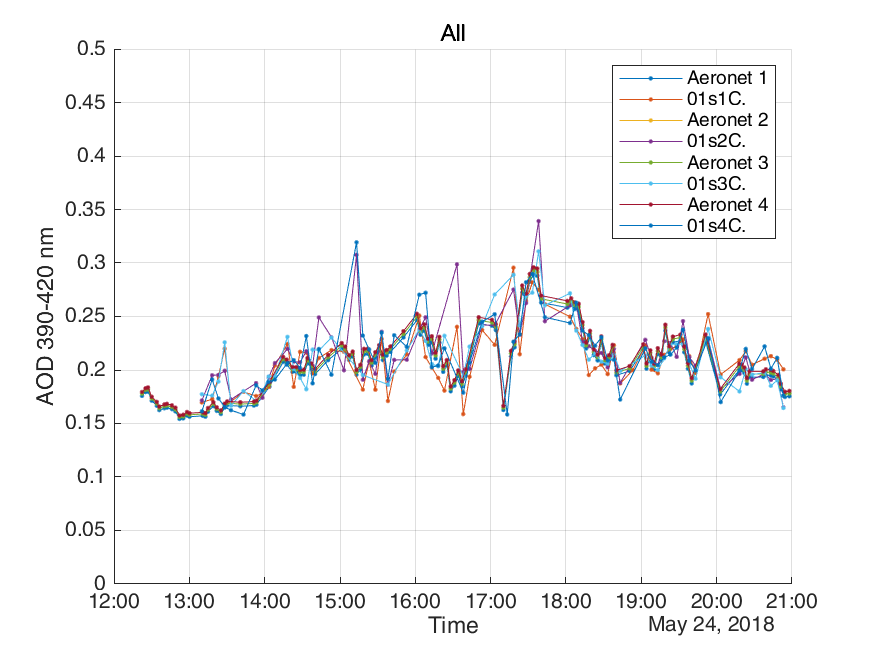 All
0.5
0.45
0.4
0.35
0.3
0.25
0.2
0.15
0.1
0.05
0
AOD 390-420 nm
Aeronet 1
01s1C.
Aeronet 2
01s2C.
Aeronet 3
01s3C.
Aeronet 4
01s4C.
12:00 13:00 14:00 15:00 16:00 17:00 18:00 19:00 20:00 21:00
Time
May 24, 2018